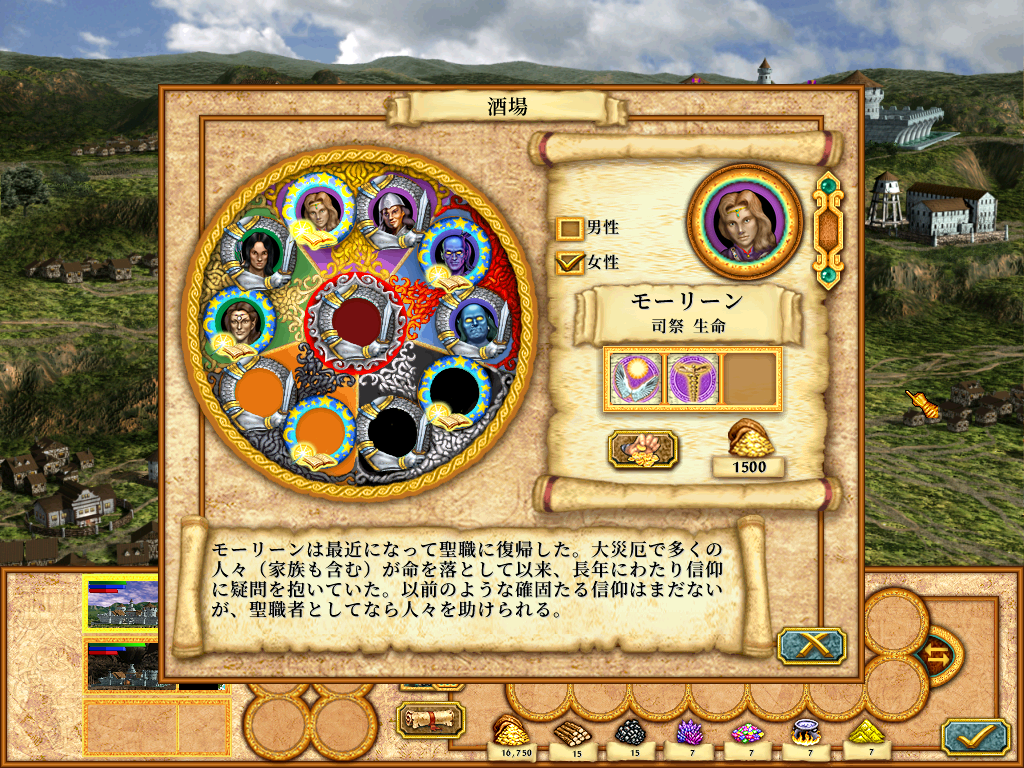 酒場
男性
女性
モーリーン
司祭 生命
1500
モーリーンは最近になって聖職に復帰した。大災厄で多くの
人々（家族も含む）が命を落として以来、長年にわたり信仰
に疑問を抱いていた。以前のような確固たる信仰はまだない
が、聖職者としてなら人々を助けられる。
16,750
15
15
7
7
7
7